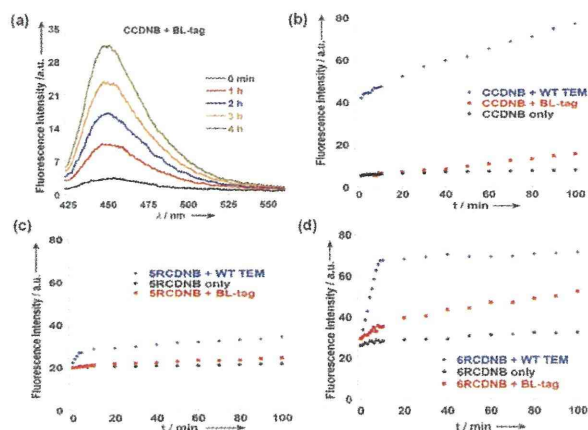 (a)
CCDNB + BL-tag
35
28
21
14
7
0
Fluorescence Intensity /a.u.
0 min
1 h
2 h
3 h
4 h
425 450 475 500 525 550
λ / nm
(b)
80
60
40
20
0
Fluorescence Intensity / a.u.
CCDNB + WT TEM
CCDNB + BL-tag
CCDNB only
0 20 40 60 80 100
t / min
(c)
80
60
40
20
0
Fluorescence Intensity / a.u.
5RCDNB + WT TEM
5RCDNB only
5RCDNB + BL-tag
0 20 40 60 80 100
t / min
(d)
80
60
40
20
0
Fluorescence Intensity / a.u.
6RCDNB + WT TEM
6RCDNB only
6RCDNB + BL-tag
0 20 40 60 80 100
t / min